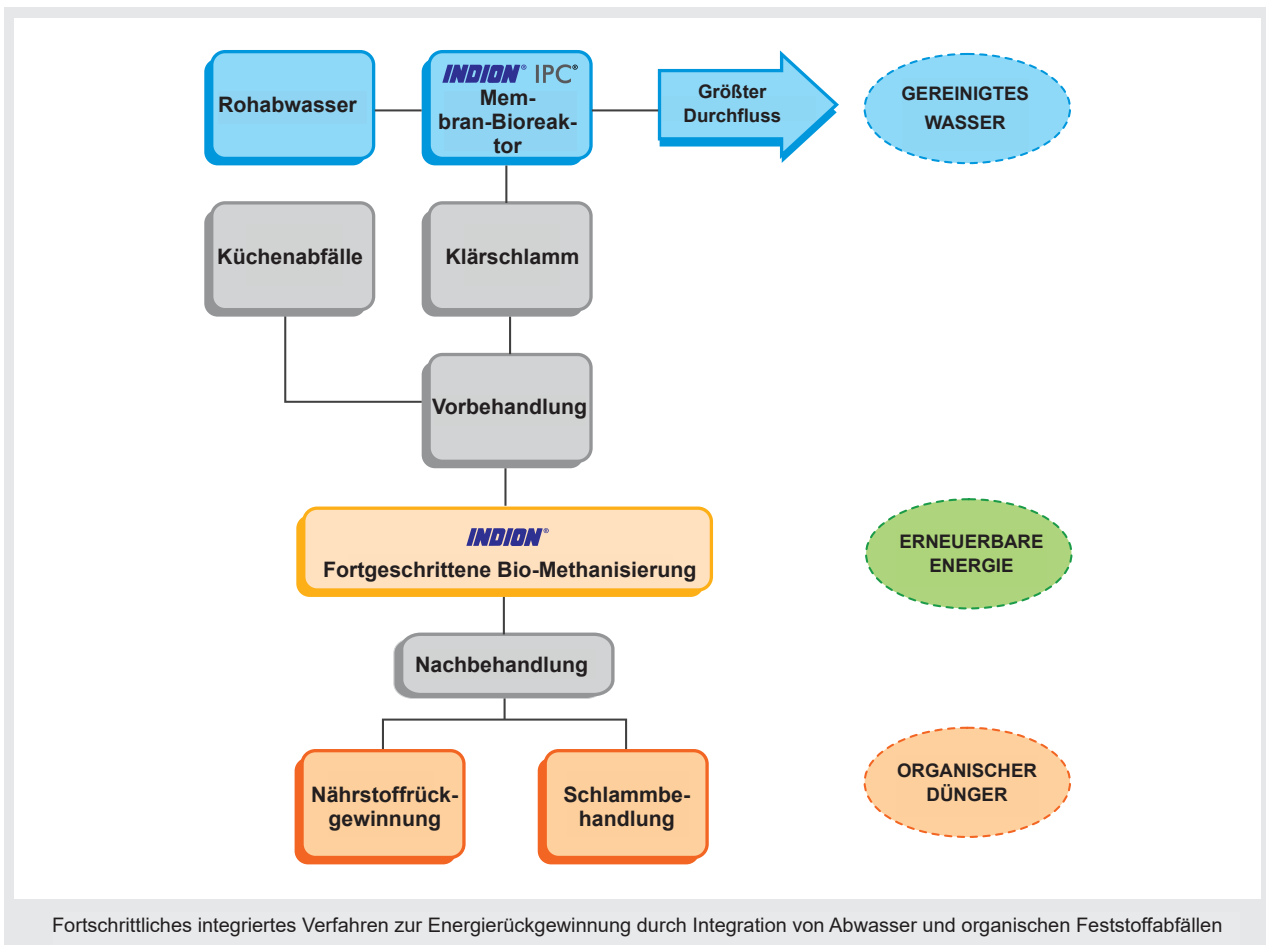 Rohabwasser
INDION® IPC®
Mem-
bran-Bioreak-
tor
Größter
Durchfluss
GEREINIGTES
WASSER
Küchenabfälle
Klärschlamm
Vorbehandlung
INDION®
Fortgeschrittene Bio-Methanisierung
ERNEUERBARE
ENERGIE
Nachbehandlung
Nährstoffrück-
gewinnung
Schlammbe-
handlung
ORGANISCHER
DÜNGER
Fortschrittliches integriertes Verfahren zur Energierückgewinnung durch Integration von Abwasser und organischen Feststoffabfällen